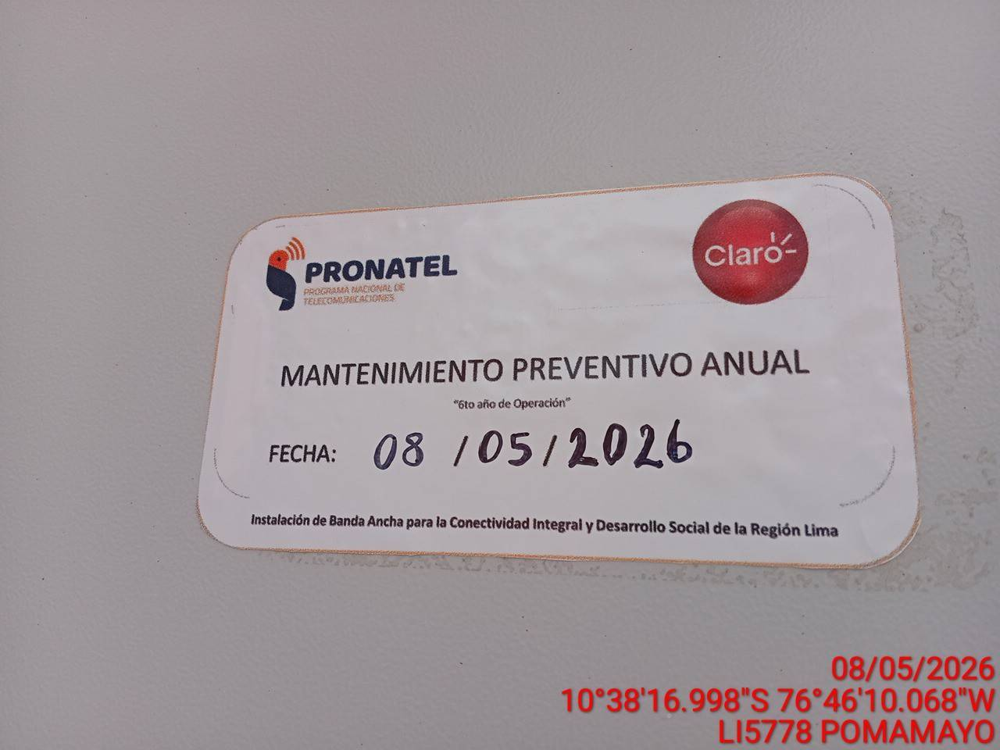 PRONATEL
PROGRAMA NACIONAL DE
TELECOMUNICACIONES
Claro
MANTENIMIENTO PREVENTIVO ANUAL
"6to año de Operación"
FECHA: 08 / 05 / 2026
Instalación de Banda Ancha para la Conectividad Integral y Desarrollo Social de la Región Lima
08/05/2026
10°38'16.998"S 76°46'10.068"W
LI5778 POMAMAYO